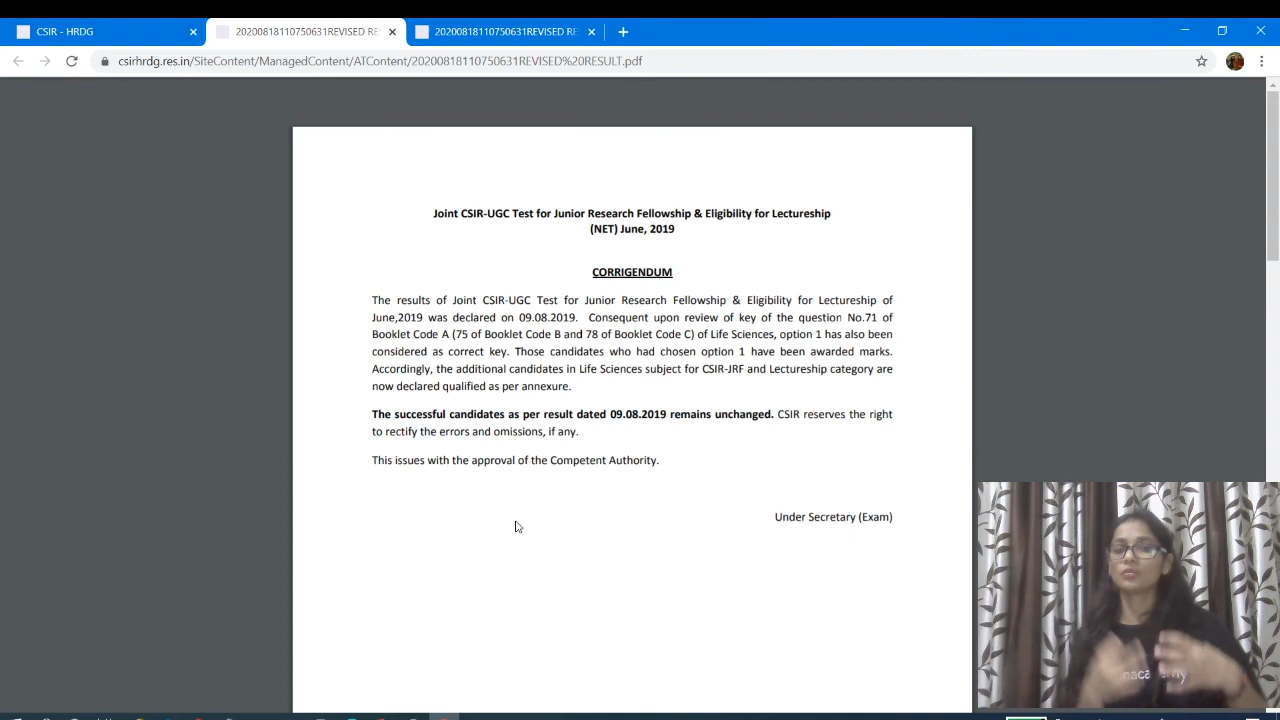 CSIR - HRDG
20200818110750631REVISED RE
20200818110750631REVISED RE
csirhrdg.res.in/SiteContent/ManagedContent/ATContent/20200818110750631REVISED%20RESULT.pdf
Joint CSIR-UGC Test for Junior Research Fellowship & Eligibility for Lectureship
(NET) June, 2019
CORRIGENDUM
The results of Joint CSIR-UGC Test for Junior Research Fellowship & Eligibility for Lectureship of
June,2019 was declared on 09.08.2019. Consequent upon review of key of the question No.71 of
Booklet Code A (75 of Booklet Code B and 78 of Booklet Code C) of Life Sciences, option 1 has also been
considered as correct key. Those candidates who had chosen option 1 have been awarded marks.
Accordingly, the additional candidates in Life Sciences subject for CSIR-JRF and Lectureship category are
now declared qualified as per annexure.
The successful candidates as per result dated 09.08.2019 remains unchanged. CSIR reserves the right
to rectify the errors and omissions, if any.
This issues with the approval of the Competent Authority.
Under Secretary (Exam)